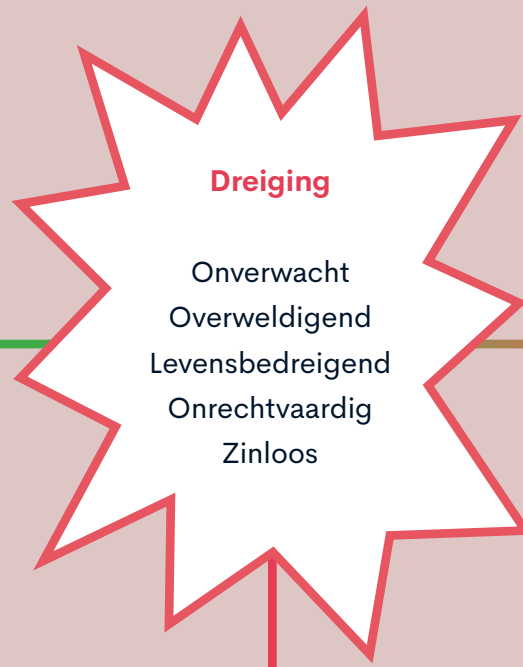 Dreiging
Onverwacht
Overweldigend
Levensbedreigend
Onrechtvaardig
Zinloos